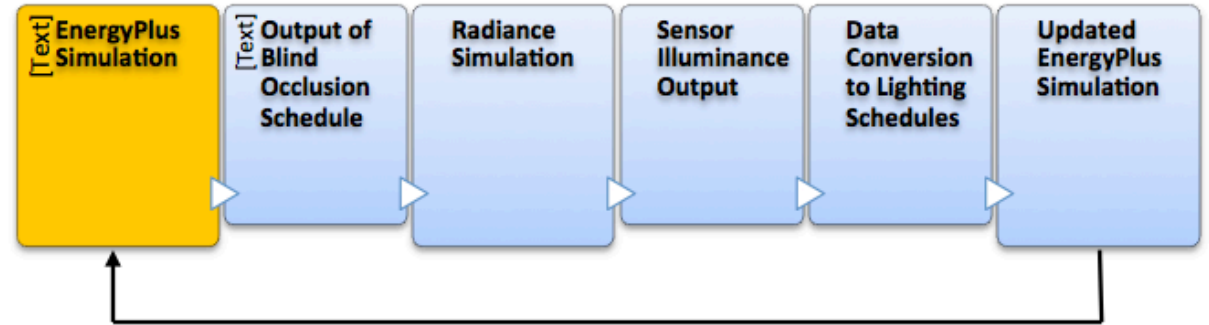 [Text]
EnergyPlus
Simulation
[Text]
Output of
Blind
Occlusion
Schedule
Radiance
Simulation
Sensor
Illuminance
Output
Data
Conversion
to Lighting
Schedules
Updated
EnergyPlus
Simulation